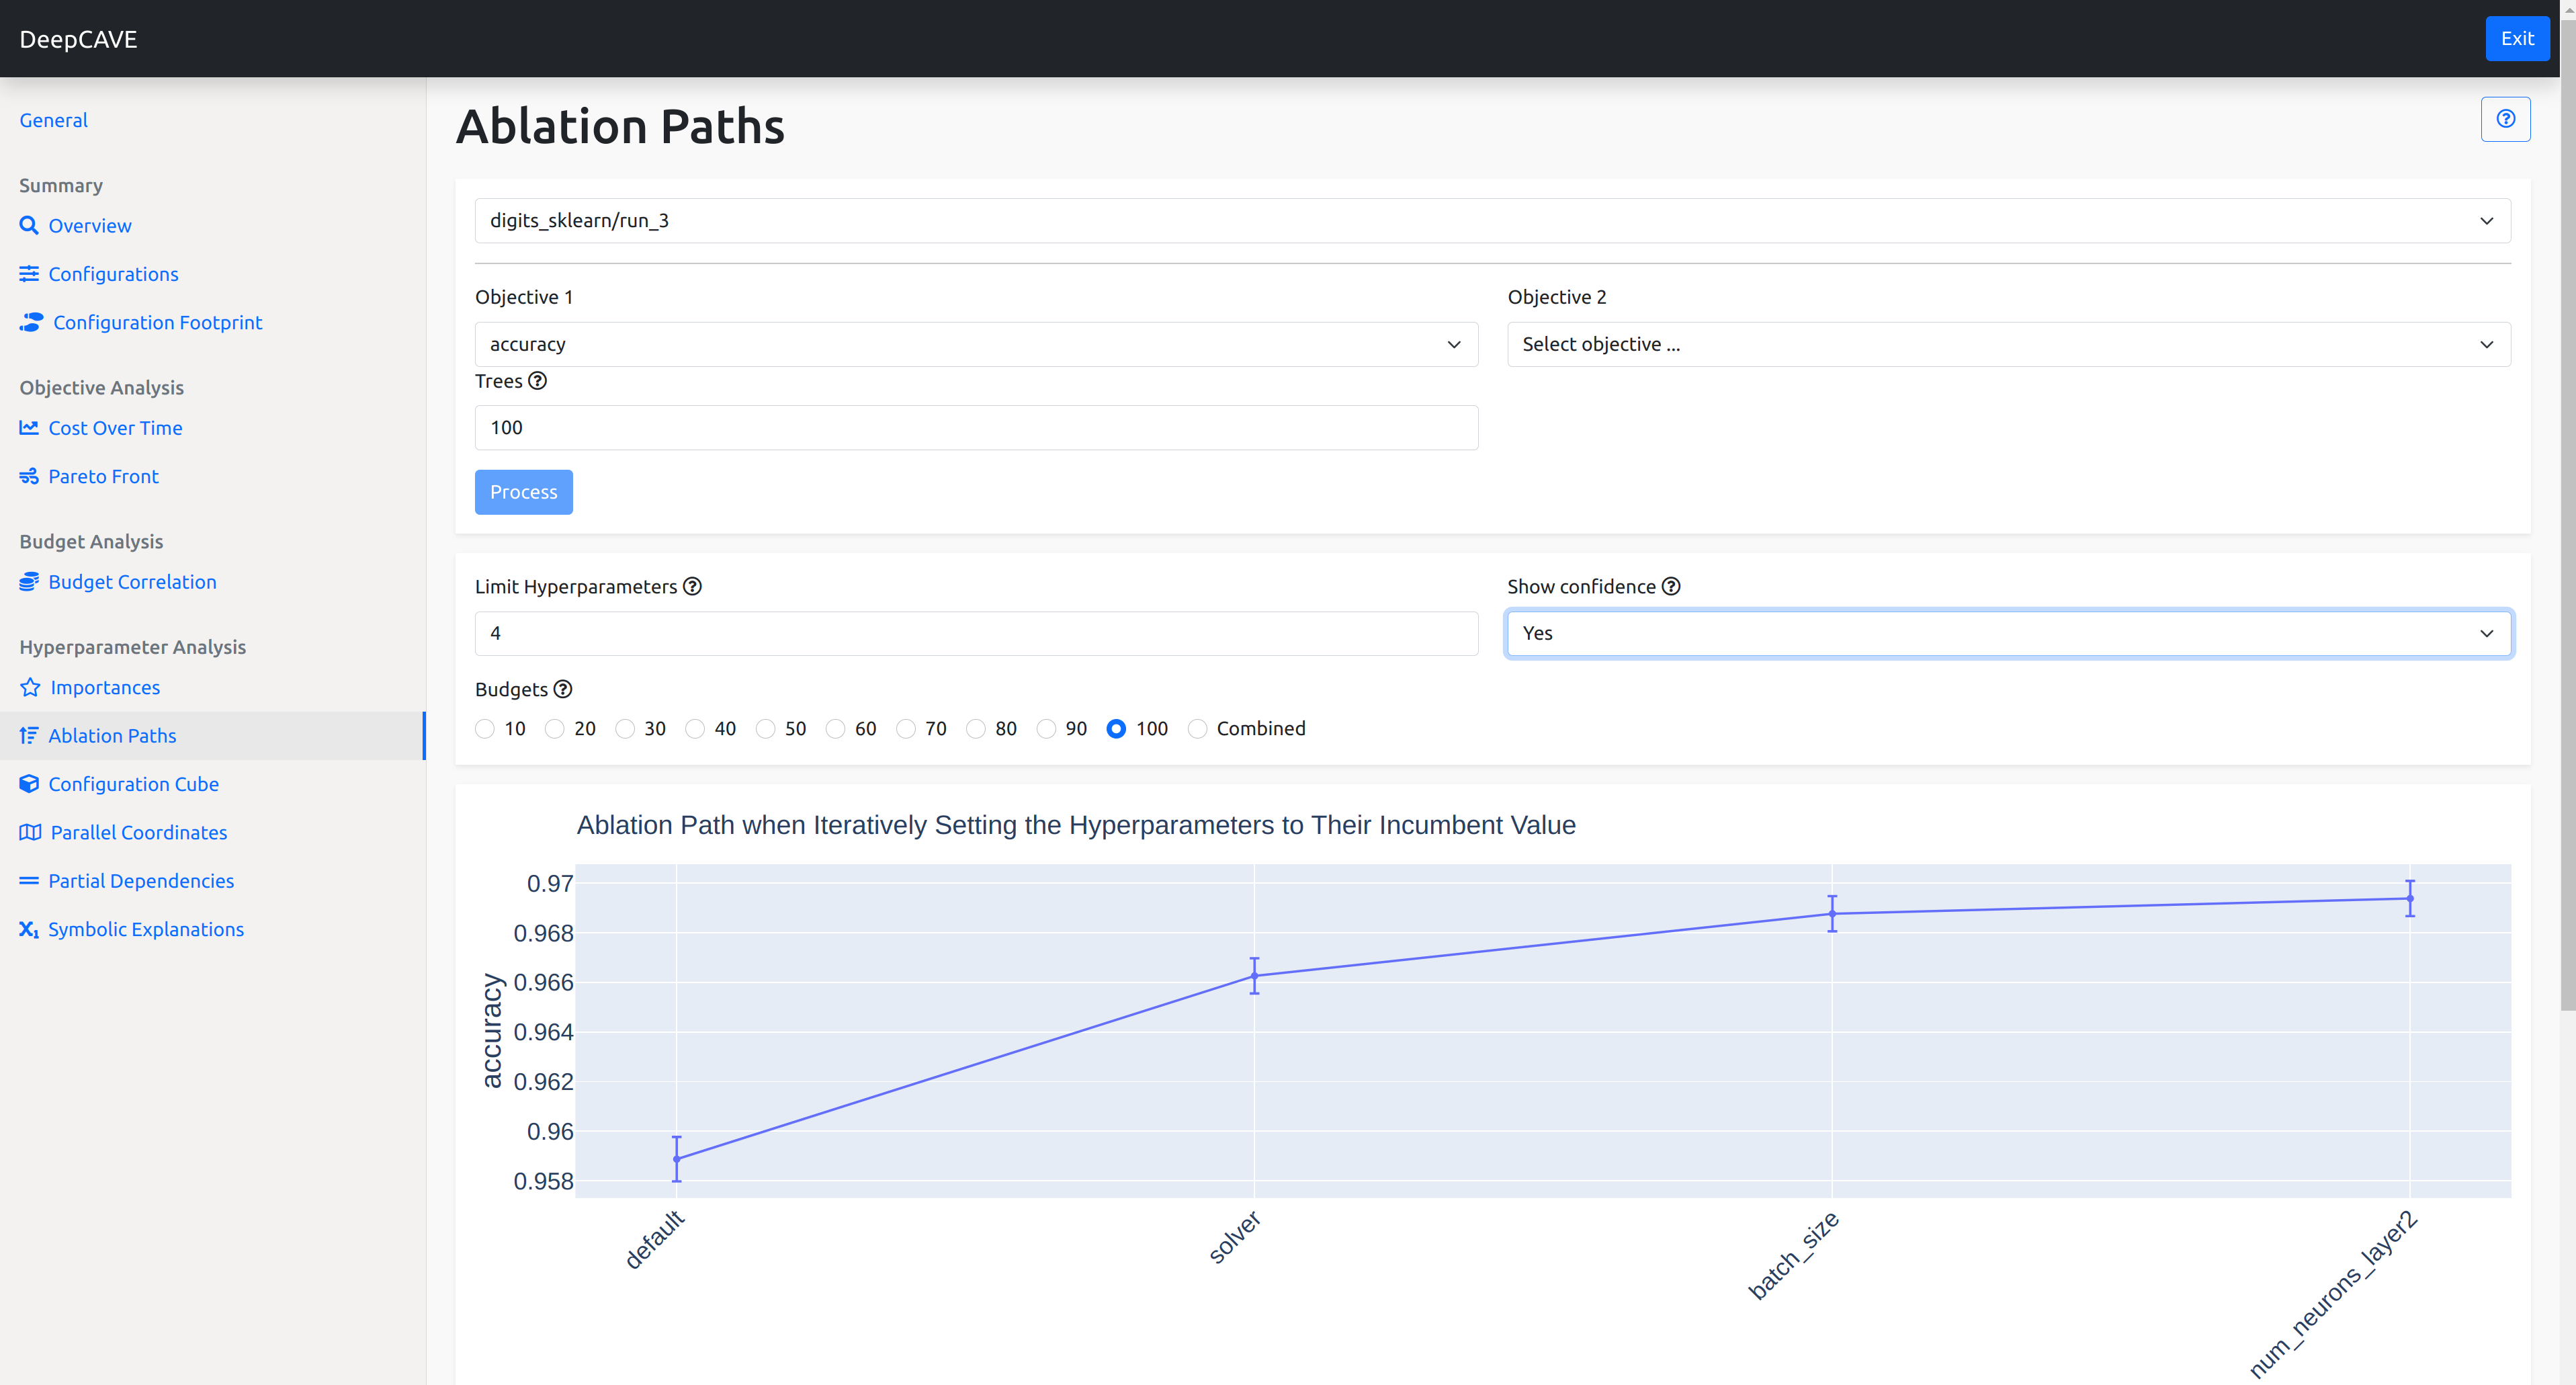 DeepCAVE
Exit
General
Summary
Overview
Configurations
Configuration Footprint
Objective Analysis
Cost Over Time
Pareto Front
Budget Analysis
Budget Correlation
Hyperparameter Analysis
Importances
Ablation Paths
Configuration Cube
Parallel Coordinates
Partial Dependencies
Symbolic Explanations
Ablation Paths
digits_sklearn/run_3
Objective 1
Objective 2
accuracy
Select objective ...
Trees
100
Process
Limit Hyperparameters
Show confidence
4
Yes
Budgets
10 20 30 40 50 60 70 80 90 100 Combined
Ablation Path when Iteratively Setting the Hyperparameters to Their Incumbent Value
0.97
0.968
0.966
0.964
0.962
0.96
0.958
accuracy
default
solver
batch_size
num_neurons_layer2